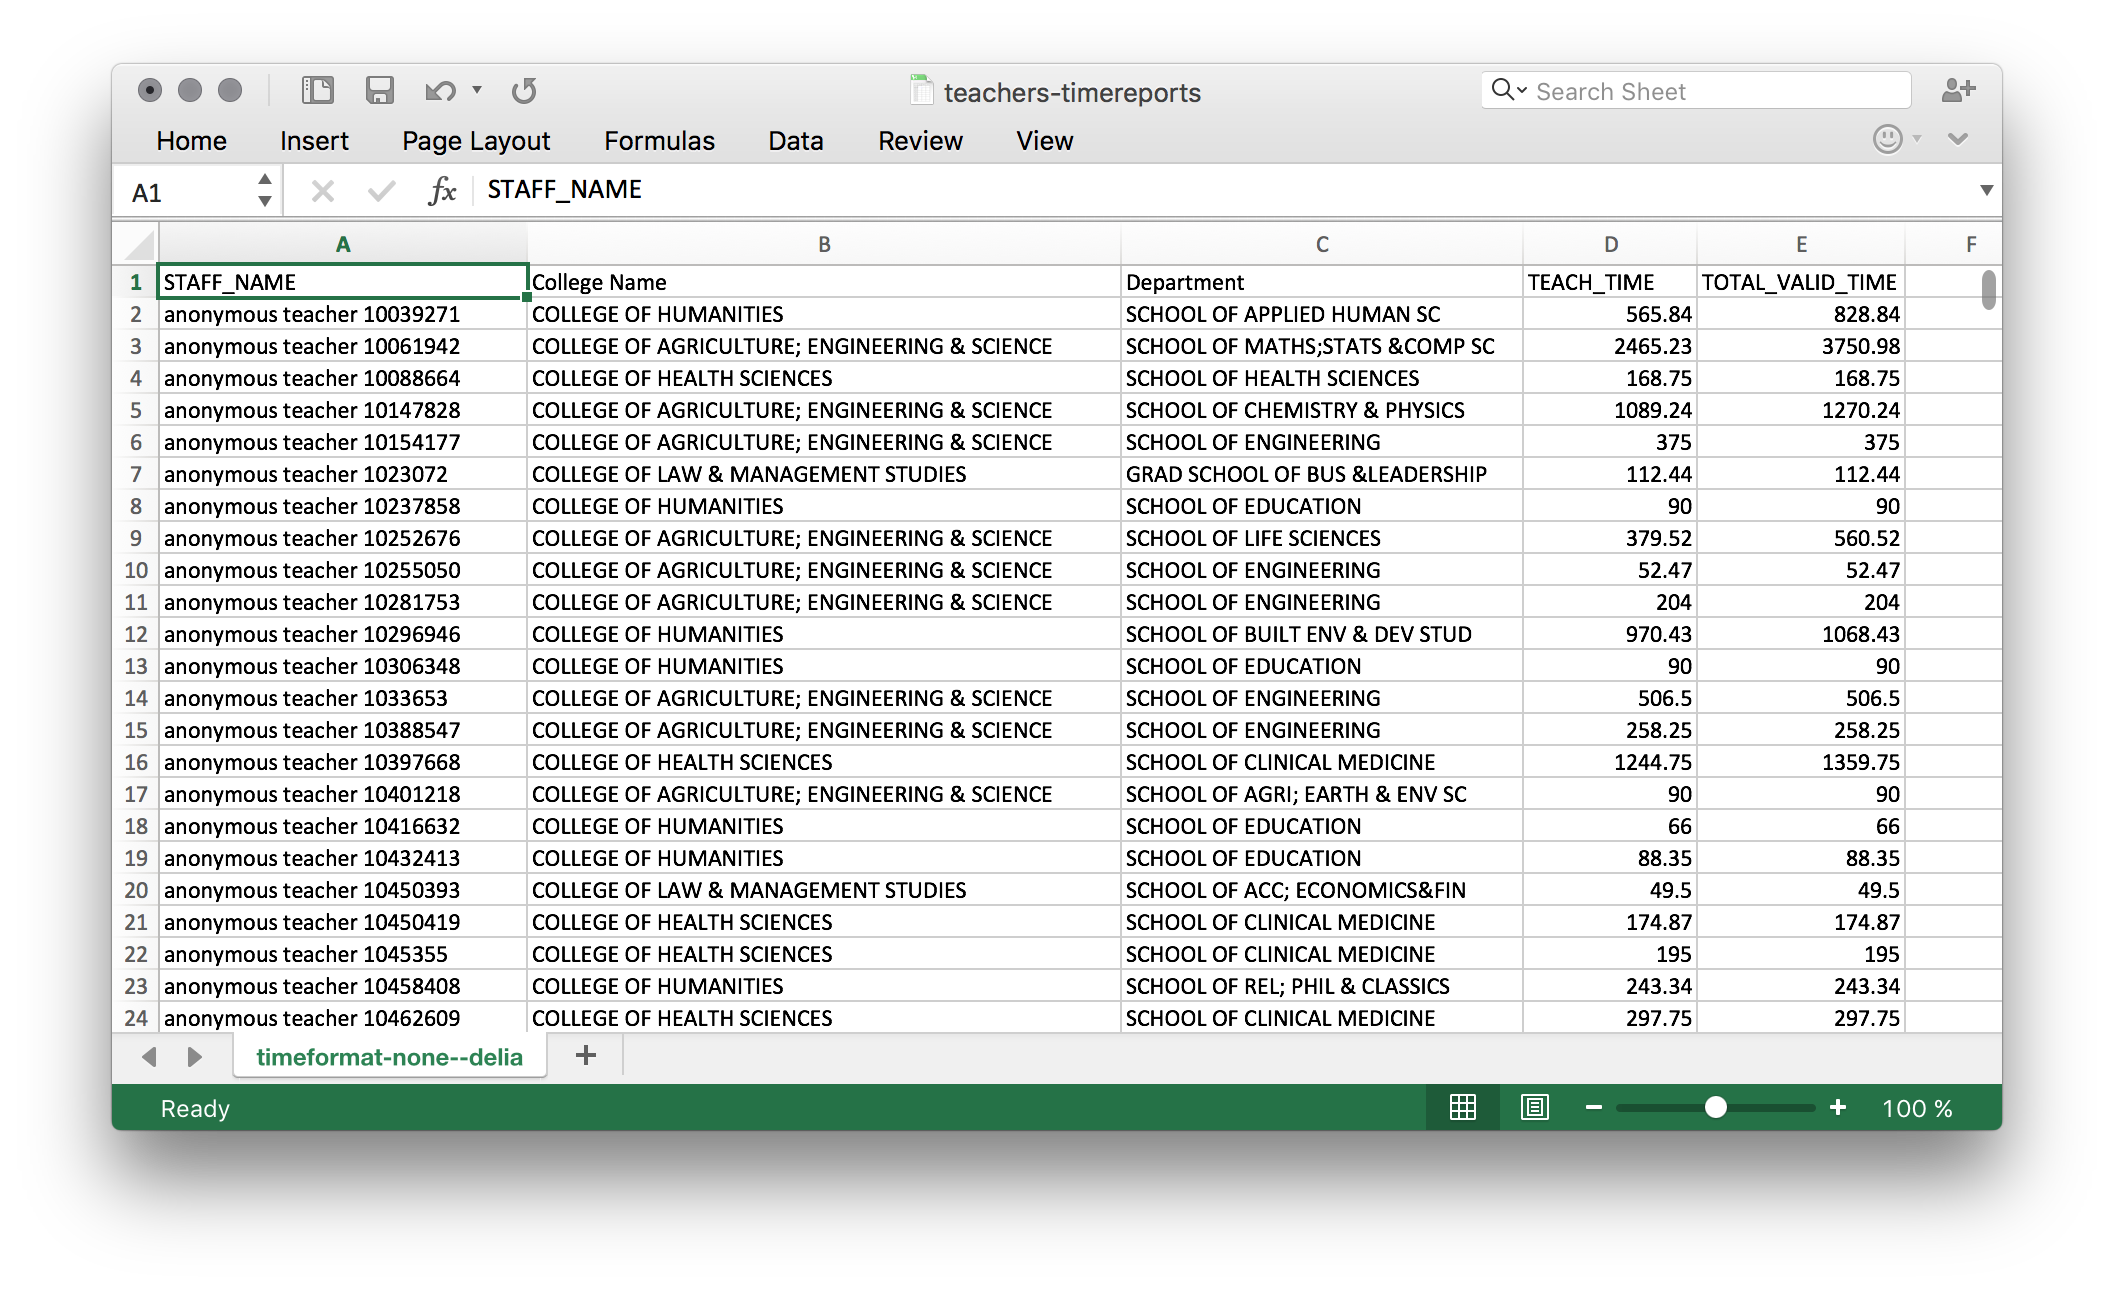 teachers-timereports
Search Sheet
Home Insert Page Layout Formulas Data Review View
A1 fx STAFF_NAME
A B C D E F
1 STAFF_NAME College Name Department TEACH_TIME TOTAL_VALID_TIME
2 anonymous teacher 10039271 COLLEGE OF HUMANITIES SCHOOL OF APPLIED HUMAN SC 565.84 828.84
3 anonymous teacher 10061942 COLLEGE OF AGRICULTURE; ENGINEERING & SCIENCE SCHOOL OF MATHS;STATS &COMP SC 2465.23 3750.98
4 anonymous teacher 10088664 COLLEGE OF HEALTH SCIENCES SCHOOL OF HEALTH SCIENCES 168.75 168.75
5 anonymous teacher 10147828 COLLEGE OF AGRICULTURE; ENGINEERING & SCIENCE SCHOOL OF CHEMISTRY & PHYSICS 1089.24 1270.24
6 anonymous teacher 10154177 COLLEGE OF AGRICULTURE; ENGINEERING & SCIENCE SCHOOL OF ENGINEERING 375 375
7 anonymous teacher 1023072 COLLEGE OF LAW & MANAGEMENT STUDIES GRAD SCHOOL OF BUS &LEADERSHIP 112.44 112.44
8 anonymous teacher 10237858 COLLEGE OF HUMANITIES SCHOOL OF EDUCATION 90 90
9 anonymous teacher 10252676 COLLEGE OF AGRICULTURE; ENGINEERING & SCIENCE SCHOOL OF LIFE SCIENCES 379.52 560.52
10 anonymous teacher 10255050 COLLEGE OF AGRICULTURE; ENGINEERING & SCIENCE SCHOOL OF ENGINEERING 52.47 52.47
11 anonymous teacher 10281753 COLLEGE OF AGRICULTURE; ENGINEERING & SCIENCE SCHOOL OF ENGINEERING 204 204
12 anonymous teacher 10296946 COLLEGE OF HUMANITIES SCHOOL OF BUILT ENV & DEV STUD 970.43 1068.43
13 anonymous teacher 10306348 COLLEGE OF HUMANITIES SCHOOL OF EDUCATION 90 90
14 anonymous teacher 1033653 COLLEGE OF AGRICULTURE; ENGINEERING & SCIENCE SCHOOL OF ENGINEERING 506.5 506.5
15 anonymous teacher 10388547 COLLEGE OF AGRICULTURE; ENGINEERING & SCIENCE SCHOOL OF ENGINEERING 258.25 258.25
16 anonymous teacher 10397668 COLLEGE OF HEALTH SCIENCES SCHOOL OF CLINICAL MEDICINE 1244.75 1359.75
17 anonymous teacher 10401218 COLLEGE OF AGRICULTURE; ENGINEERING & SCIENCE SCHOOL OF AGRI; EARTH & ENV SC 90 90
18 anonymous teacher 10416632 COLLEGE OF HUMANITIES SCHOOL OF EDUCATION 66 66
19 anonymous teacher 10432413 COLLEGE OF HUMANITIES SCHOOL OF EDUCATION 88.35 88.35
20 anonymous teacher 10450393 COLLEGE OF LAW & MANAGEMENT STUDIES SCHOOL OF ACC; ECONOMICS&FIN 49.5 49.5
21 anonymous teacher 10450419 COLLEGE OF HEALTH SCIENCES SCHOOL OF CLINICAL MEDICINE 174.87 174.87
22 anonymous teacher 1045355 COLLEGE OF HEALTH SCIENCES SCHOOL OF CLINICAL MEDICINE 195 195
23 anonymous teacher 10458408 COLLEGE OF HUMANITIES SCHOOL OF REL; PHIL & CLASSICS 243.34 243.34
24 anonymous teacher 10462609 COLLEGE OF HEALTH SCIENCES SCHOOL OF CLINICAL MEDICINE 297.75 297.75
timeformat-none--delia +
Ready 100 %